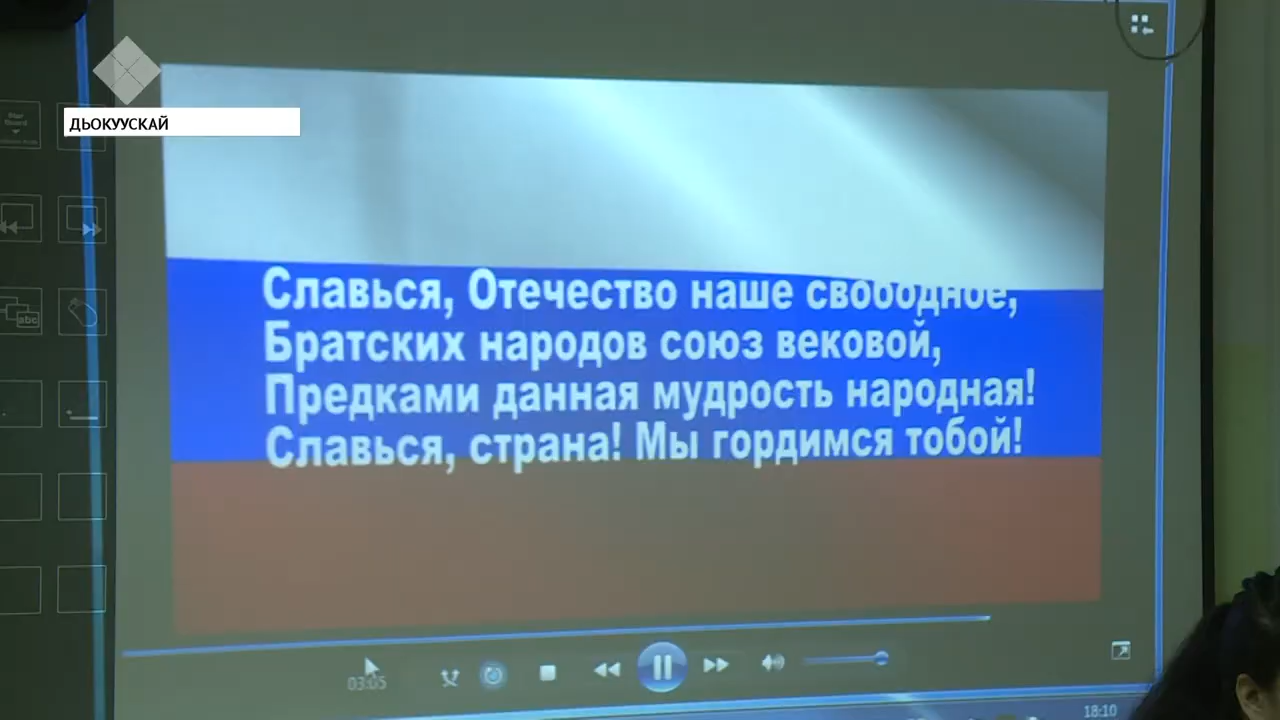 ДЬОКУУСКАЙ
Славься, Отечество наше свободное,
Братских народов союз вековой,
Предками данная мудрость народная!
Славься, страна! Мы гордимся тобой!
abc
03:05
18:10